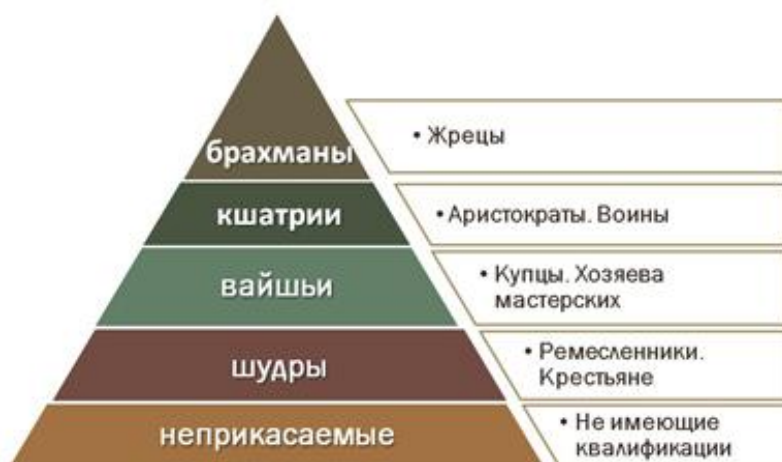 брахманы
• Жрецы
кшатрии
• Аристократы. Воины
вайшьи
• Купцы. Хозяева
мастерских
шудры
• Ремесленники.
Крестьяне
неприкасаемые
• Не имеющие
квалификации